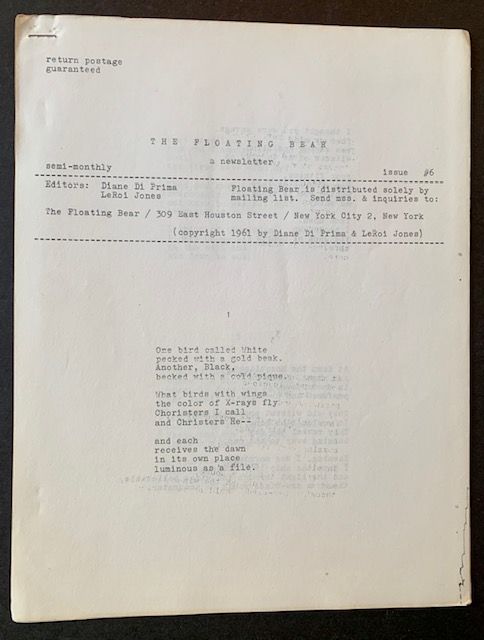 return postage
guaranteed
THE FLOATING BEAR
a newsletter
semi-monthly issue #6
Editors: Diane Di Prima Floating Bear is distributed solely by
LeRoi Jones mailing list. Send mss. & inquiries to:
The Floating Bear / 309 East Houston Street / New York City 2, New York
(copyright 1961 by Diane Di Prima & LeRoi Jones)
1
One bird called White
pecked with a gold beak.
Another, Black,
becked with a cold pique.
What birds with wings
the color of X-rays fly
Choristers I call
and Christers He--
and each
receives the dawn
in its own place
luminous as a file.